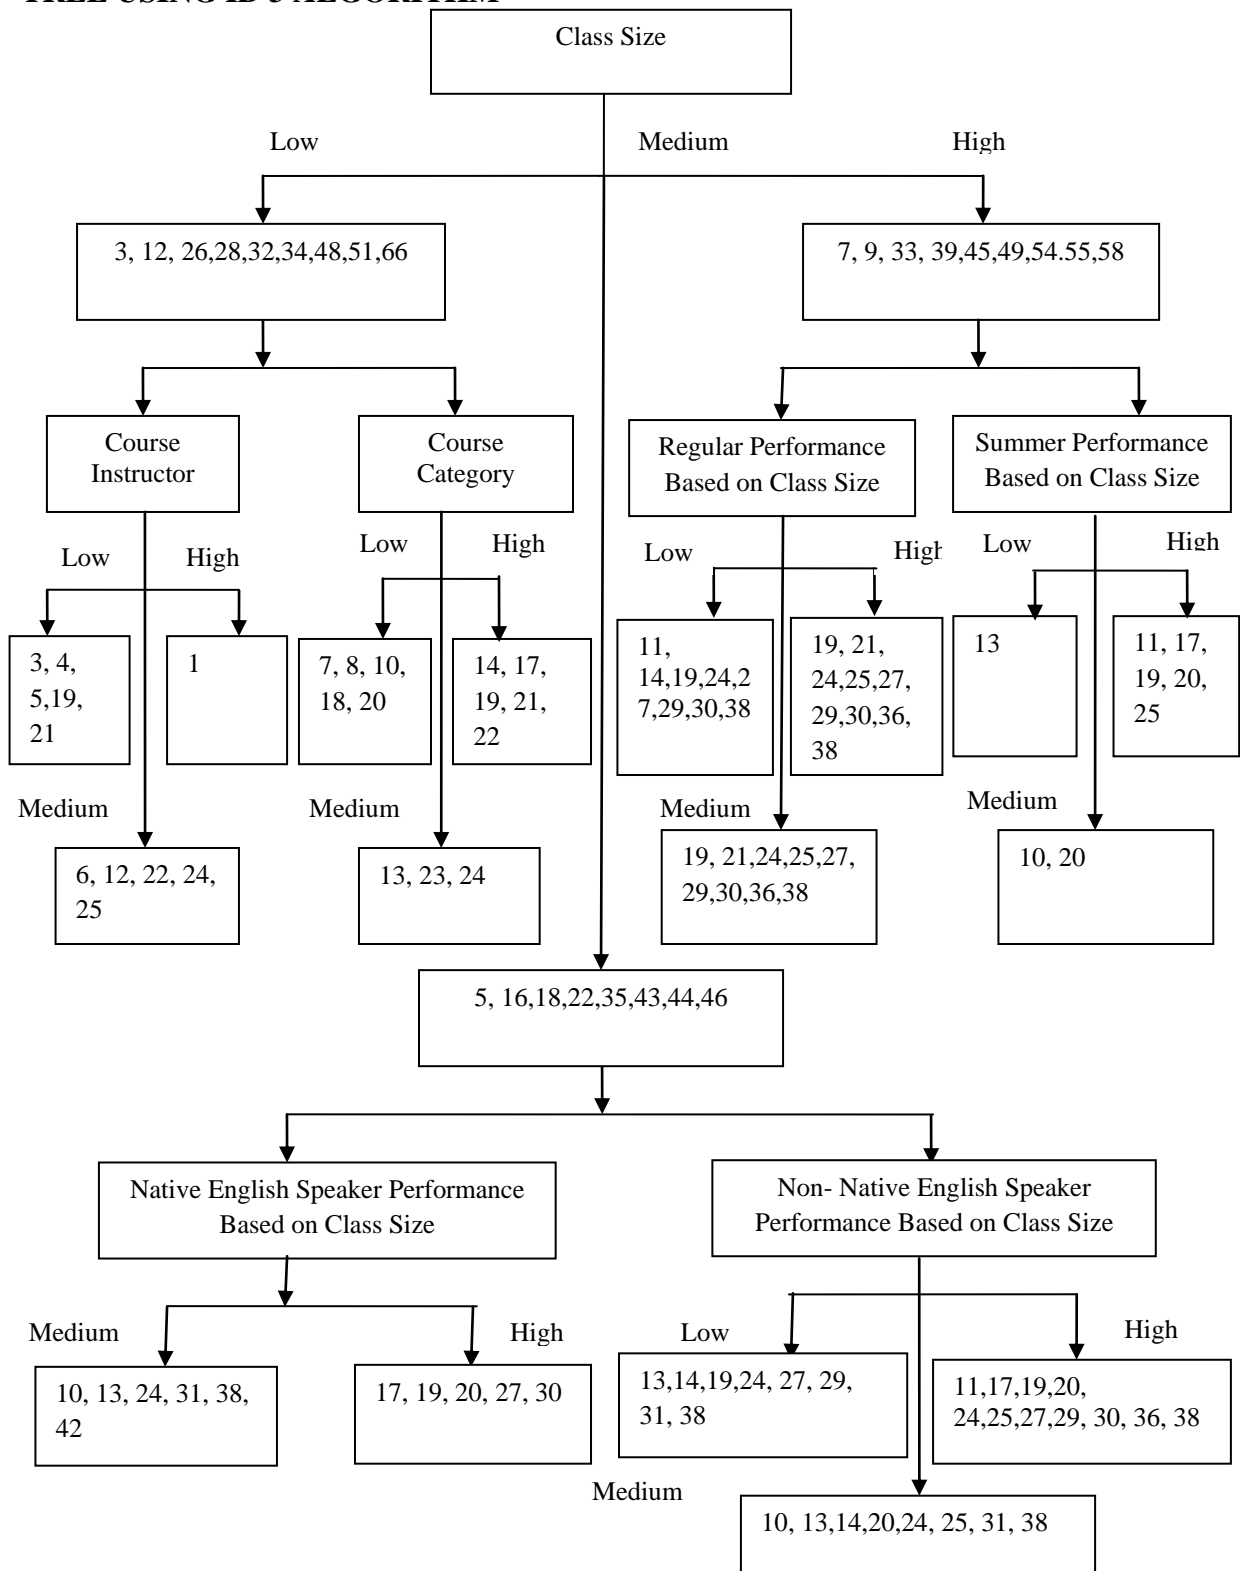 TREE USING ID 3 ALGORITHM
Class Size
Low
Medium
High
3, 12, 26,28,32,34,48,51,66
7, 9, 33, 39,45,49,54.55,58
Course
Instructor
Course
Category
Regular Performance
Based on Class Size
Summer Performance
Based on Class Size
Low
High
Low
High
Low
High
Low
High
3, 4,
5,19,
21
1
7, 8, 10,
18, 20
14, 17,
19, 21,
22
11,
14,19,24,2
7,29,30,38
19, 21,
24,25,27,
29,30,36,
38
13
11, 17,
19, 20,
25
Medium
Medium
Medium
Medium
6, 12, 22, 24,
25
13, 23, 24
19, 21,24,25,27,
29,30,36,38
10, 20
5, 16,18,22,35,43,44,46
Native English Speaker Performance
Based on Class Size
Non- Native English Speaker
Performance Based on Class Size
Medium
High
Low
High
10, 13, 24, 31, 38,
42
17, 19, 20, 27, 30
13,14,19,24, 27, 29,
31, 38
11,17,19,20,
24,25,27,29, 30, 36, 38
Medium
10, 13,14,20,24, 25, 31, 38